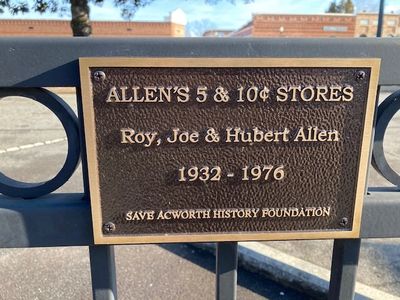 ALLEN'S 5 & 10¢ STORES
Roy, Joe & Hubert Allen
1932 - 1976
SAVE ACWORTH HISTORY FOUNDATION